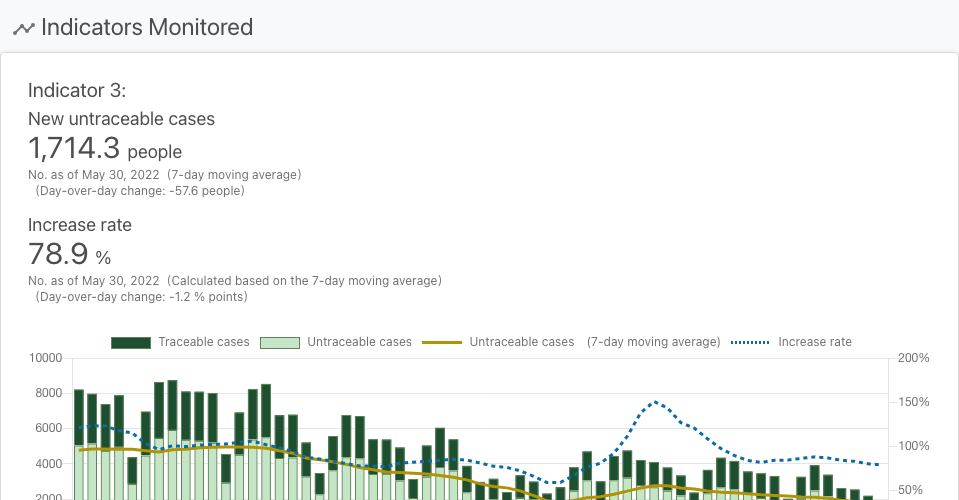 Indicators Monitored
Indicator 3:
New untraceable cases
1,714.3 people
No. as of May 30, 2022 (7-day moving average)
(Day-over-day change: -57.6 people)
Increase rate
78.9 %
No. as of May 30, 2022 (Calculated based on the 7-day moving average)
(Day-over-day change: -1.2 % points)
Traceable cases Untraceable cases Untraceable cases (7-day moving average) Increase rate
10000 200%
8000
150%
6000
100%
4000
50%
2000